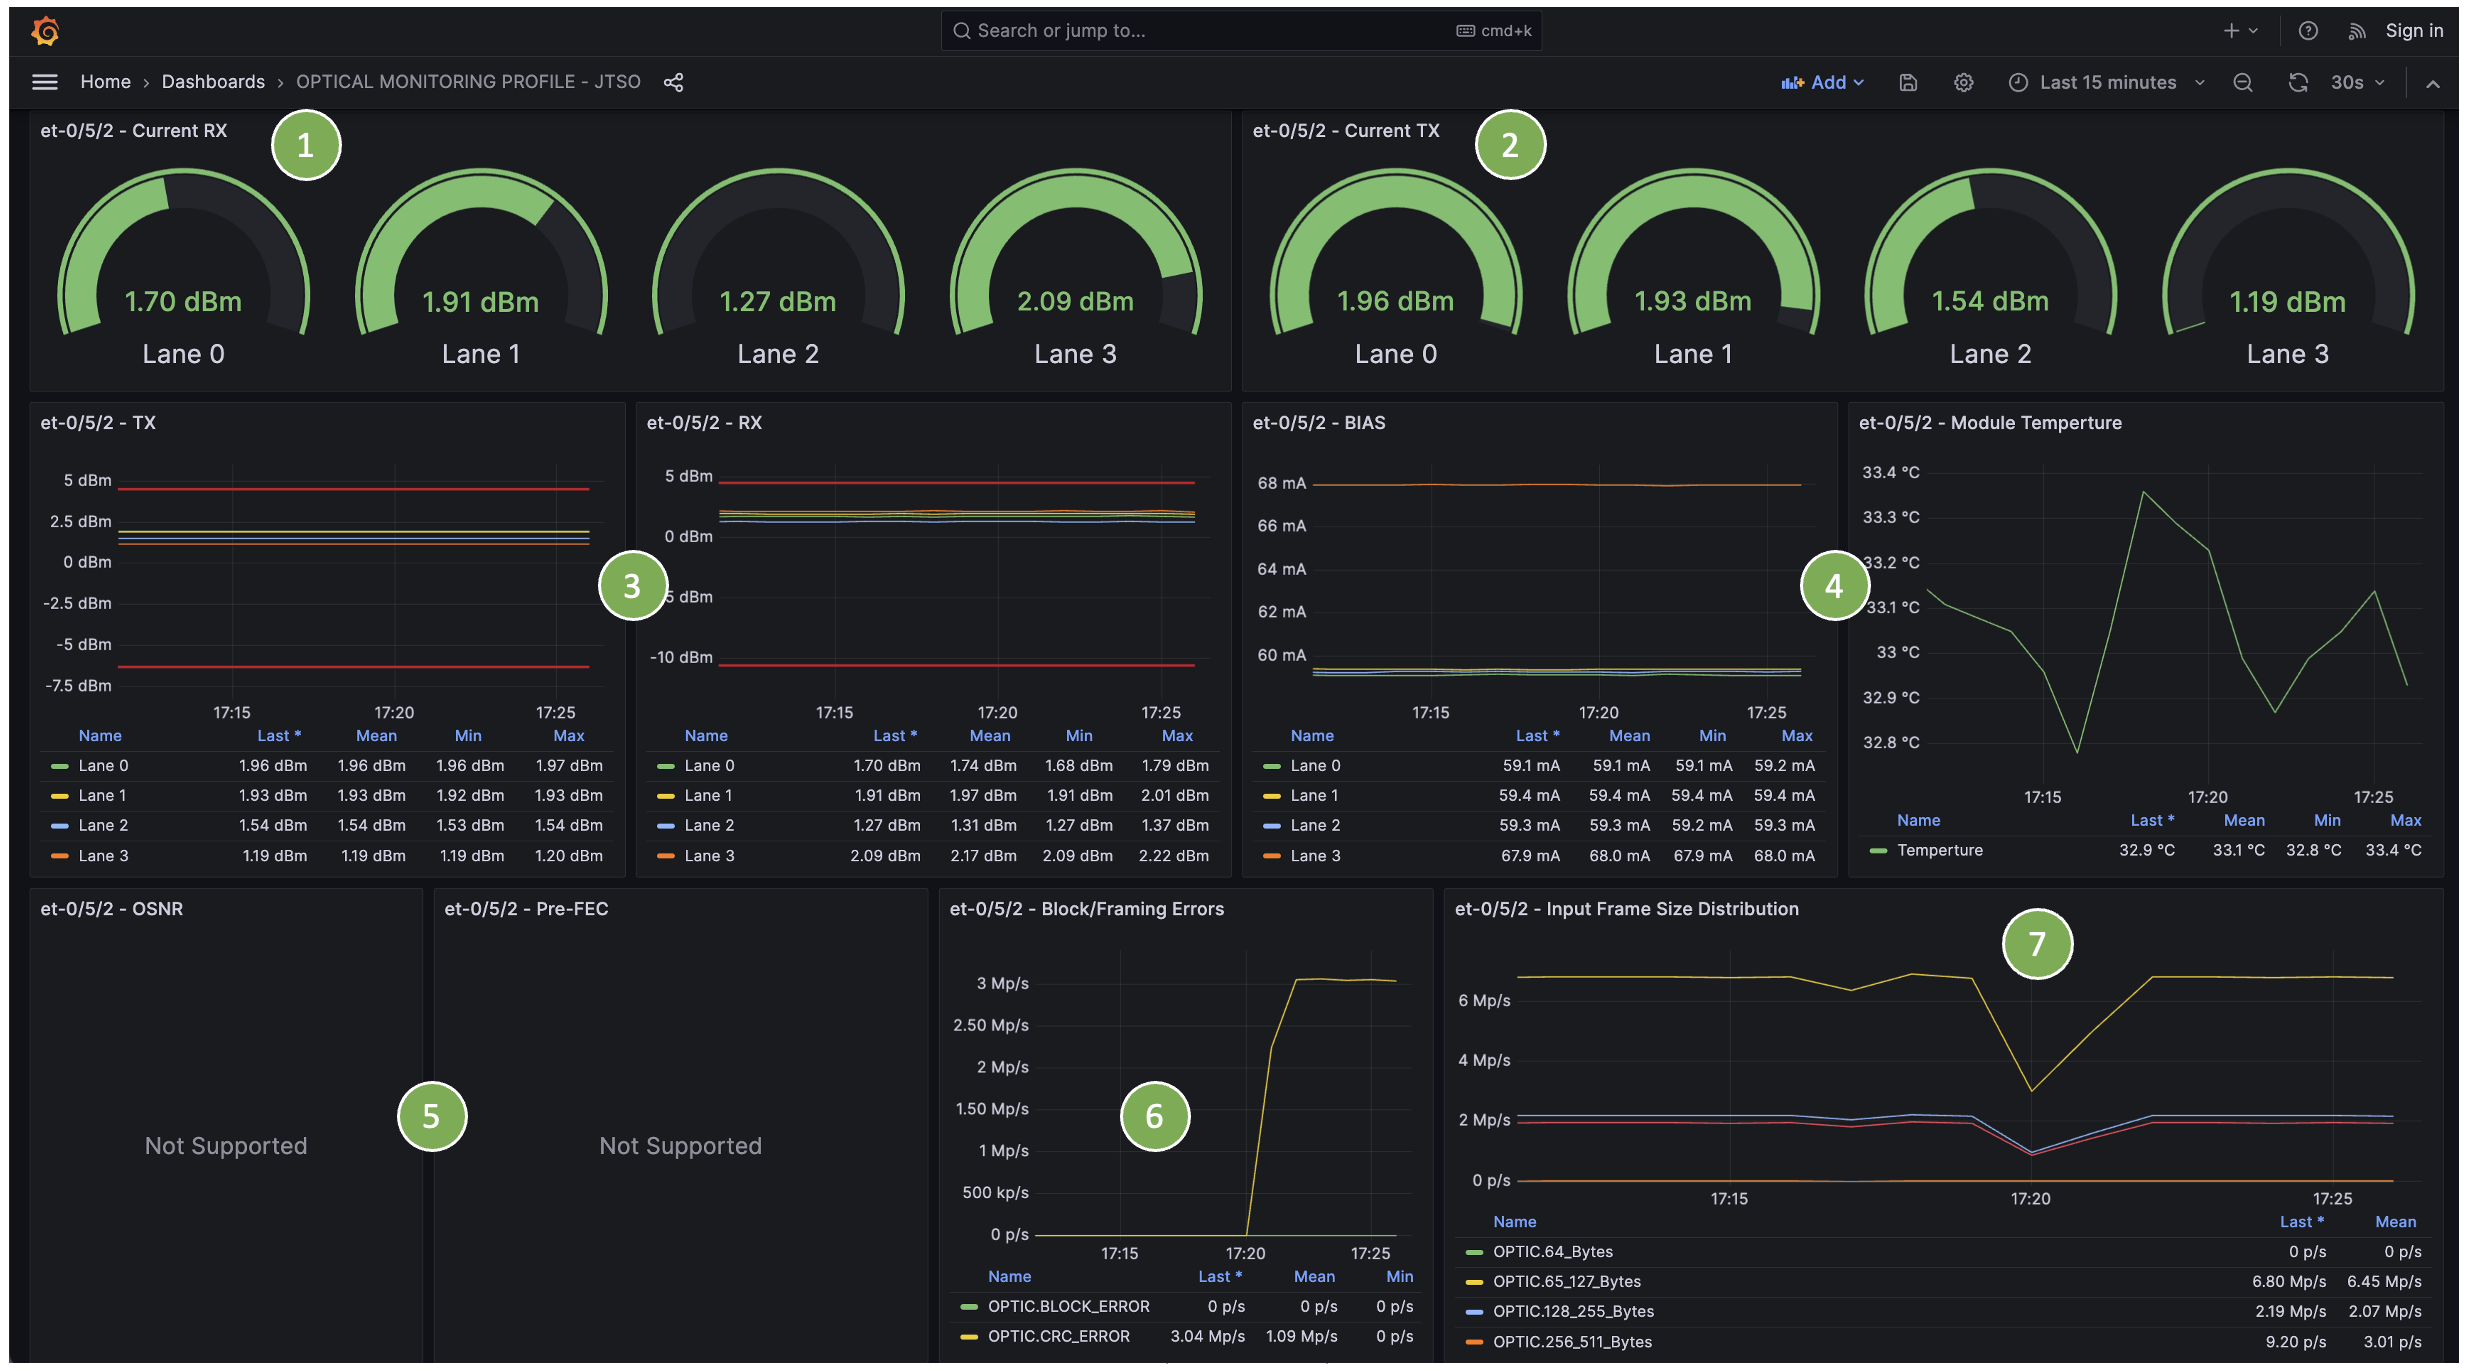 Search or jump to... cmd+k Sign in
Home › Dashboards › OPTICAL MONITORING PROFILE - JTSO Add Last 15 minutes 30s
et-0/5/2 - Current RX
1
1.70 dBm 1.91 dBm 1.27 dBm 2.09 dBm
Lane 0 Lane 1 Lane 2 Lane 3
et-0/5/2 - Current TX
2
1.96 dBm 1.93 dBm 1.54 dBm 1.19 dBm
Lane 0 Lane 1 Lane 2 Lane 3
et-0/5/2 - TX
5 dBm
2.5 dBm
0 dBm
-2.5 dBm
-5 dBm
-7.5 dBm
17:15 17:20 17:25
Name Last * Mean Min Max
Lane 0 1.96 dBm 1.96 dBm 1.96 dBm 1.97 dBm
Lane 1 1.93 dBm 1.93 dBm 1.92 dBm 1.93 dBm
Lane 2 1.54 dBm 1.54 dBm 1.53 dBm 1.54 dBm
Lane 3 1.19 dBm 1.19 dBm 1.19 dBm 1.20 dBm
3
et-0/5/2 - RX
5 dBm
0 dBm
5 dBm
-10 dBm
17:15 17:20 17:25
Name Last * Mean Min Max
Lane 0 1.70 dBm 1.74 dBm 1.68 dBm 1.79 dBm
Lane 1 1.91 dBm 1.97 dBm 1.91 dBm 2.01 dBm
Lane 2 1.27 dBm 1.31 dBm 1.27 dBm 1.37 dBm
Lane 3 2.09 dBm 2.17 dBm 2.09 dBm 2.22 dBm
et-0/5/2 - BIAS
68 mA
66 mA
64 mA
62 mA
60 mA
17:15 17:20 17:25
Name Last * Mean Min Max
Lane 0 59.1 mA 59.1 mA 59.1 mA 59.2 mA
Lane 1 59.4 mA 59.4 mA 59.4 mA 59.4 mA
Lane 2 59.3 mA 59.3 mA 59.2 mA 59.3 mA
Lane 3 67.9 mA 68.0 mA 67.9 mA 68.0 mA
4
et-0/5/2 - Module Temperture
33.4 °C
33.3 °C
33.2 °C
33.1 °C
33 °C
32.9 °C
32.8 °C
17:15 17:20 17:25
Name Last * Mean Min Max
Temperture 32.9 °C 33.1 °C 32.8 °C 33.4 °C
et-0/5/2 - OSNR
Not Supported
5
et-0/5/2 - Pre-FEC
Not Supported
et-0/5/2 - Block/Framing Errors
3 Mp/s
2.50 Mp/s
2 Mp/s
1.50 Mp/s
1 Mp/s
500 kp/s
0 p/s
6
17:15 17:20 17:25
Name Last * Mean Min
OPTIC.BLOCK_ERROR 0 p/s 0 p/s 0 p/s
OPTIC.CRC_ERROR 3.04 Mp/s 1.09 Mp/s 0 p/s
et-0/5/2 - Input Frame Size Distribution
7
6 Mp/s
4 Mp/s
2 Mp/s
0 p/s
17:15 17:20 17:25
Name Last * Mean
OPTIC.64_Bytes 0 p/s 0 p/s
OPTIC.65_127_Bytes 6.80 Mp/s 6.45 Mp/s
OPTIC.128_255_Bytes 2.19 Mp/s 2.07 Mp/s
OPTIC.256_511_Bytes 9.20 p/s 3.01 p/s